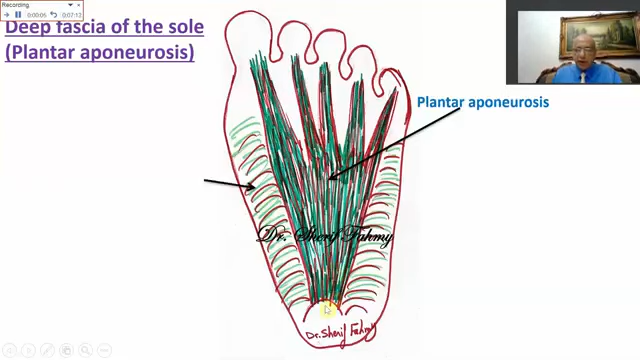 Recording
0:00:05
0:07:12
Deep fascia of the sole
(Plantar aponeurosis)
Plantar aponeurosis
Dr. Sherif Fahmy
Dr. Sherif Fahmy